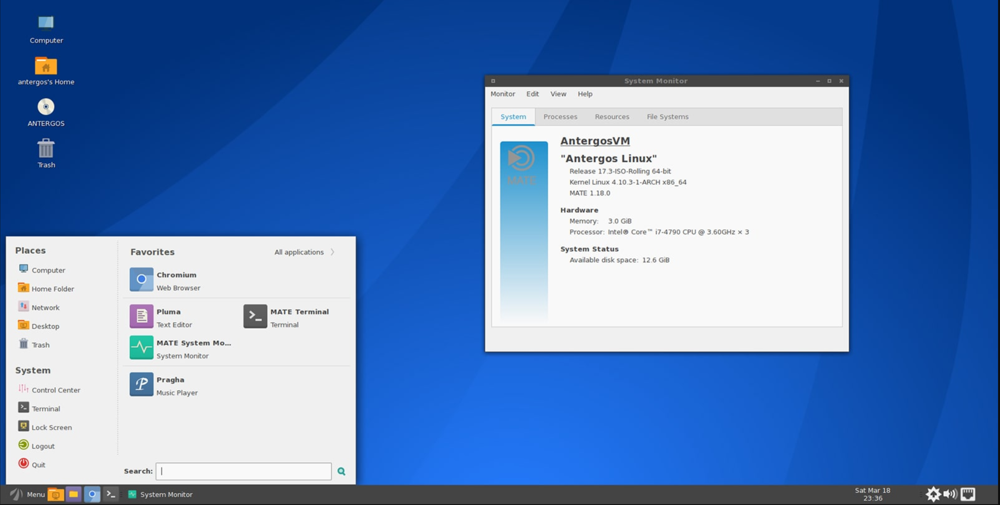 Computer
antergos's Home
ANTERGOS
Trash
System Monitor
Monitor Edit View Help
System Processes Resources File Systems
MATE
AntergosVM
"Antergos Linux"
Release 17.3-ISO-Rolling 64-bit
Kernel Linux 4.10.3-1-ARCH x86_64
MATE 1.18.0
Hardware
Memory: 3.0 GiB
Processor: Intel® Core™ i7-4790 CPU @ 3.60GHz × 3
System Status
Available disk space: 12.6 GiB
Places
Computer
Home Folder
Network
Desktop
Trash
System
Control Center
Terminal
Lock Screen
Logout
Quit
Favorites
All applications
Chromium
Web Browser
Pluma
Text Editor
MATE Terminal
Terminal
MATE System Mo...
System Monitor
Pragha
Music Player
Search:
Menu
System Monitor
Sat Mar 18
23:36